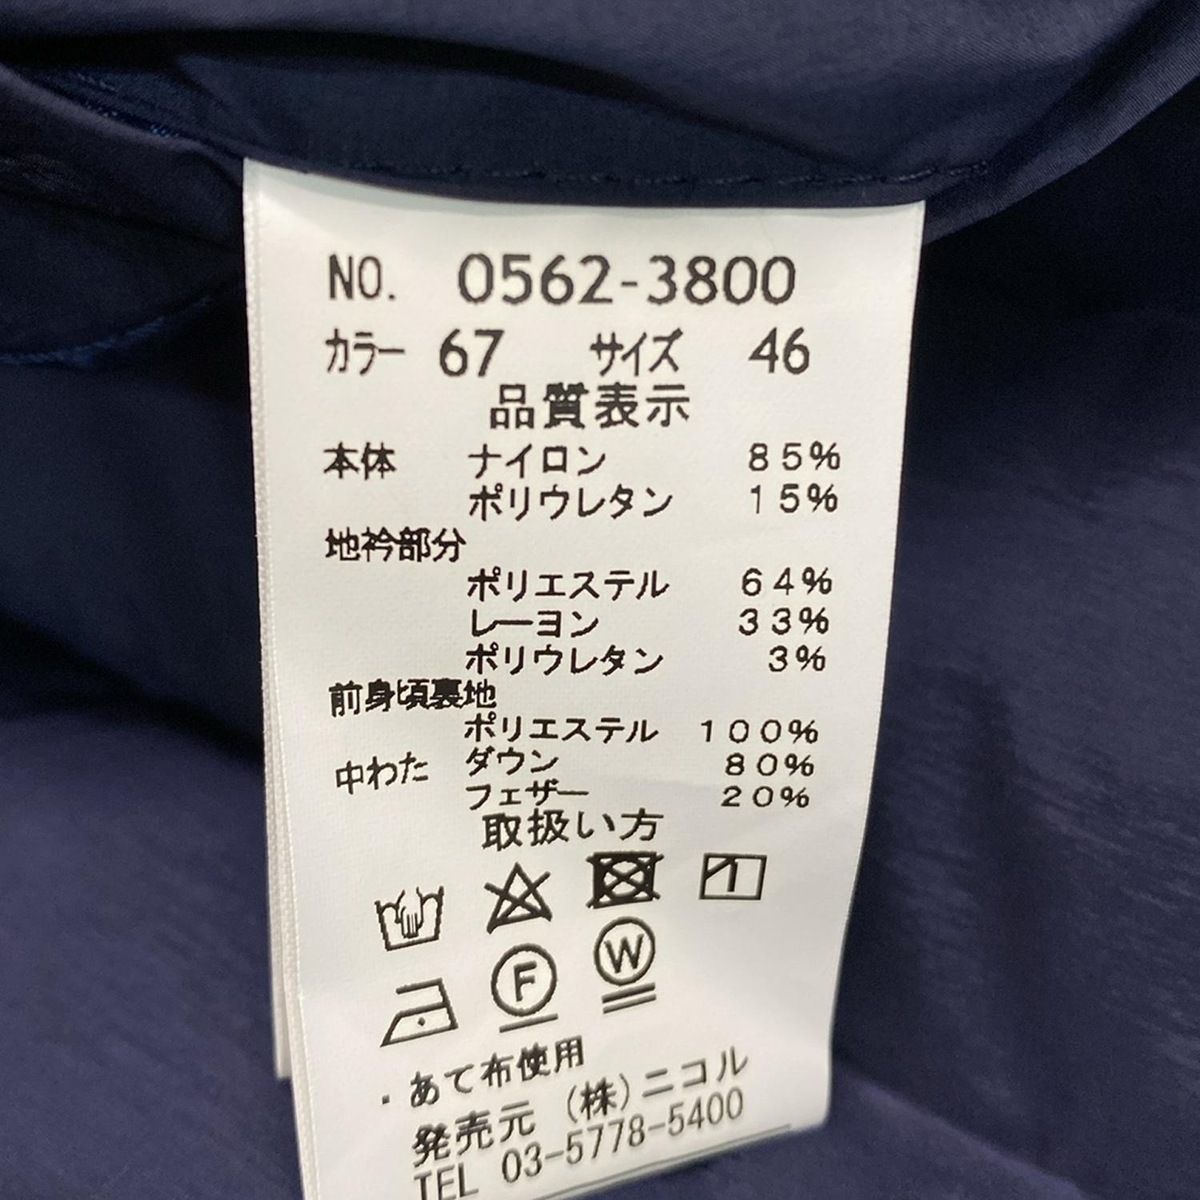 NO. 0562-3800
カラー 67 サイズ 46
品質表示
本体 ナイロン 85%
ポリウレタン 15%
地衿部分
ポリエステル 64%
レーヨン 33%
ポリウレタン 3%
前身頃裏地
ポリエステル 100%
中わた ダウン 80%
フェザー 20%
取扱い方
F W
・あて布使用
発売元 (株)ニコル
TEL 03-5778-5400